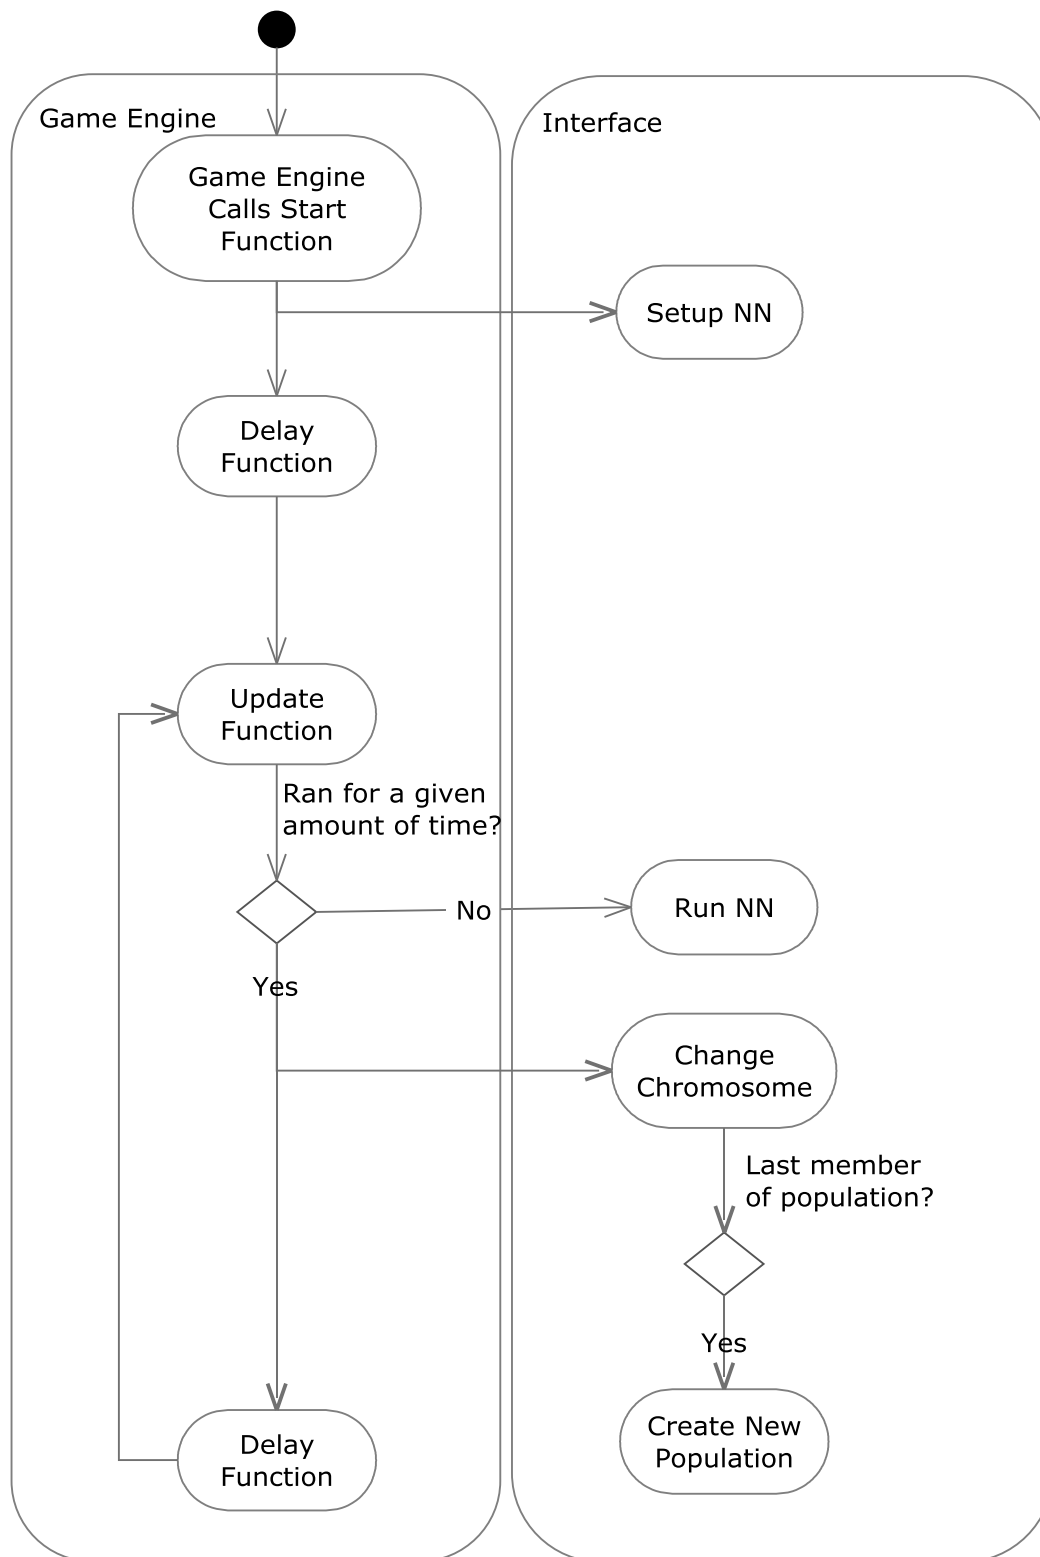 Game Engine
Interface
Game Engine
Calls Start
Function
Setup NN
Delay
Function
Update
Function
Ran for a given
amount of time?
No
Run NN
Yes
Change
Chromosome
Last member
of population?
Yes
Create New
Population
Delay
Function